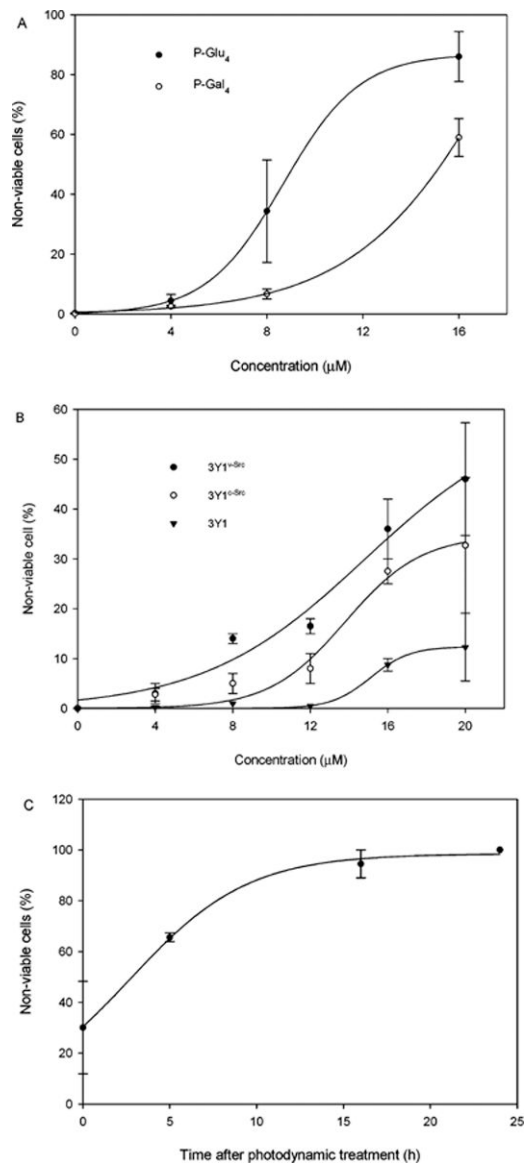 A
100
P-Glu4
P-Gal4
80
60
40
20
0
Non-viable cells (%)
0 4 8 12 16
Concentration (μM)
B
60
3Y1v-Src
50
3Y1c-Src
40
3Y1
30
20
10
0
Non-viable cell (%)
0 4 8 12 16 20
Concentration (μM)
C
120
100
80
60
40
20
0
Non-viable cells (%)
0 5 10 15 20 25
Time after photodynamic treatment (h)